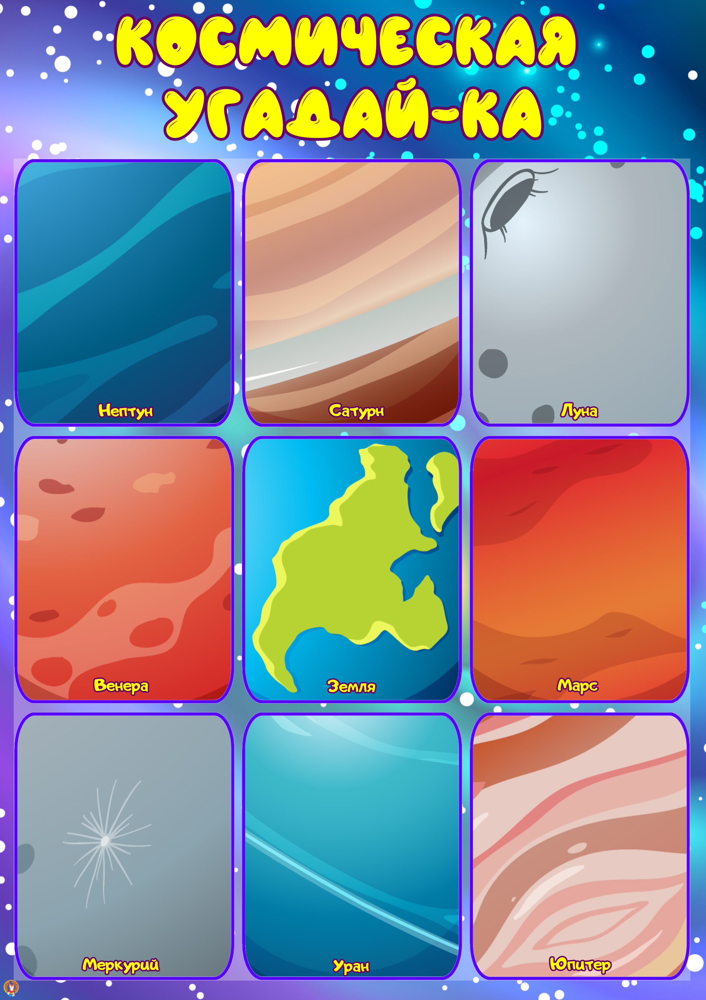 КОСМИЧЕСКАЯ
УГАДАЙ-КА
Нептун
Сатурн
Луна
Венера
Земля
Марс
Меркурий
Уран
Юпитер